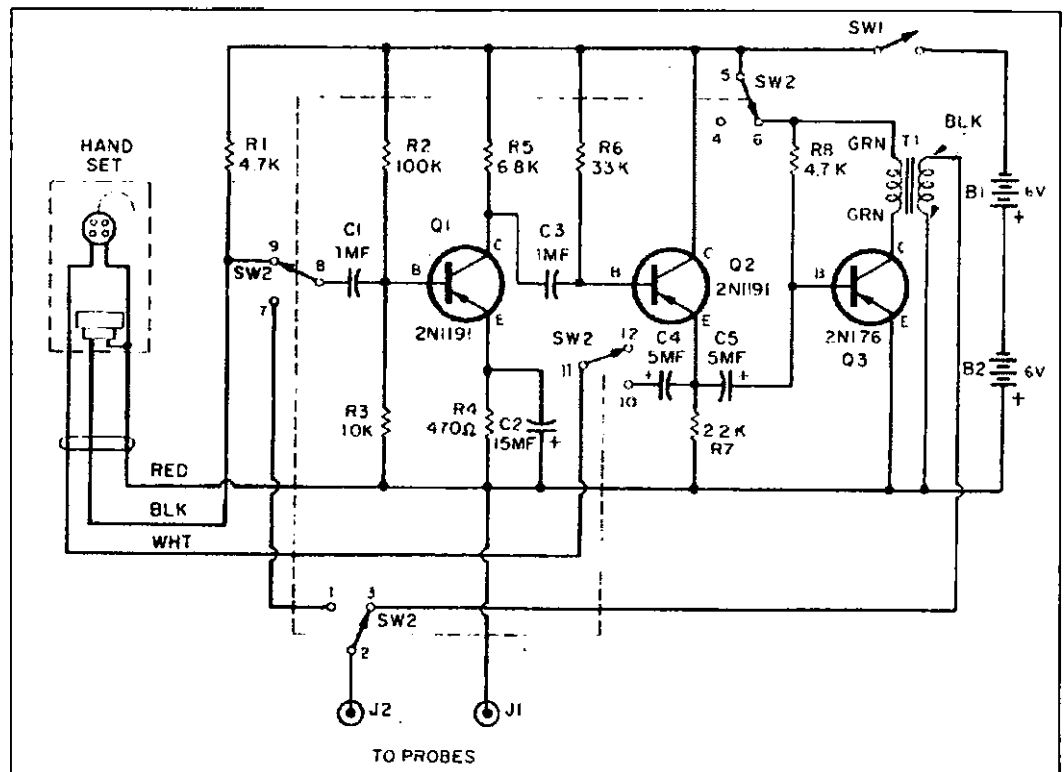 SW1
5
SW2
BLK
4
6
HAND
SET
R1
4.7K
R2
100K
R5
6.8K
R6
33K
R8
4.7K
GRN
T1
GRN
B1
6V
+
9
SW2
8
7
C1
1MF
Q1
B
C
E
2N1191
C3
1MF
B
C
E
Q2
2N1191
B
C
E
2N176
Q3
SW2
12
11
10
C4
5MF
+
C5
5MF
+
B2
6V
+
R3
10K
R4
470Ω
C2
15MF
+
2.2K
R7
RED
BLK
WHT
1
3
SW2
2
J2
J1
TO PROBES